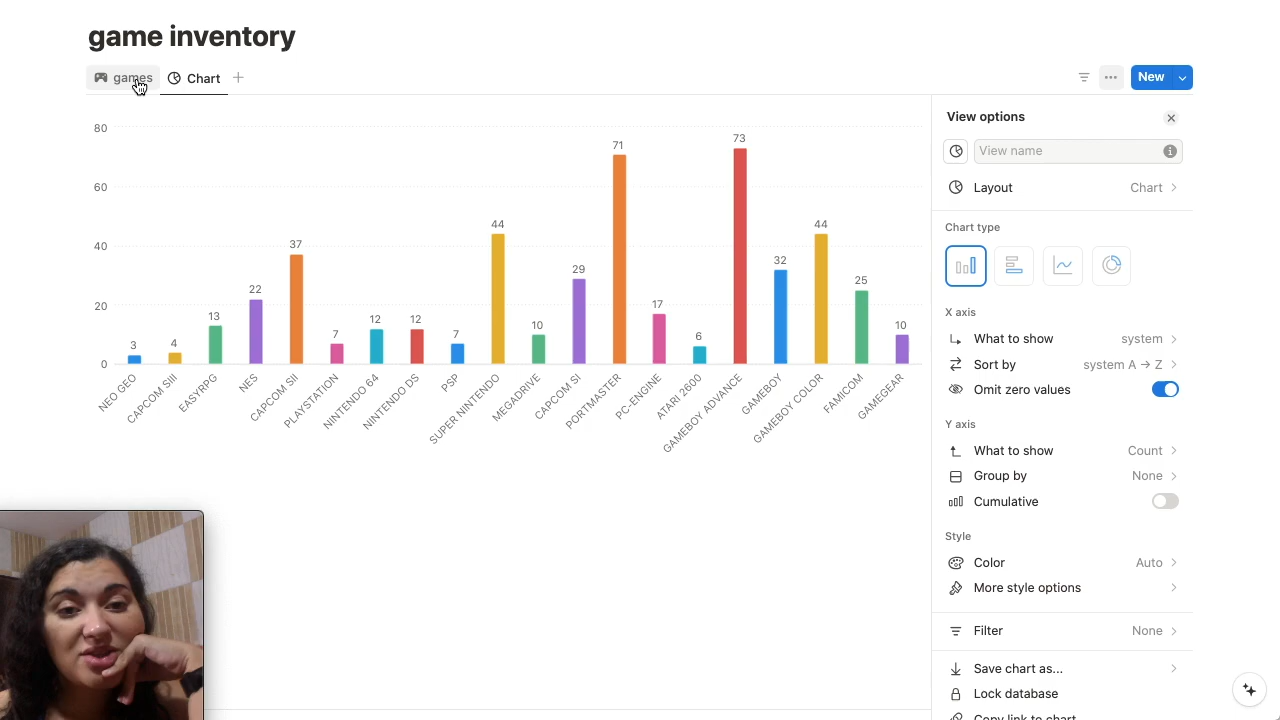 game inventory
games
Chart
New
80
60
40
20
0
3
4
13
22
37
7
12
12
7
44
10
29
71
17
6
73
32
44
25
10
NEO GEO
CAPCOM SIII
EASYRPG
NES
CAPCOM SII
PLAYSTATION
NINTENDO 64
NINTENDO DS
PSP
SUPER NINTENDO
MEGADRIVE
CAPCOM SI
PORTMASTER
PC-ENGINE
ATARI 2600
GAMEBOY ADVANCE
GAMEBOY
GAMEBOY COLOR
FAMICOM
GAMEGEAR
View options
View name
Layout Chart
Chart type
X axis
What to show system
Sort by system A → Z
Omit zero values
Y axis
What to show Count
Group by None
Cumulative
Style
Color Auto
More style options
Filter None
Save chart as...
Lock database
Copy link to chart